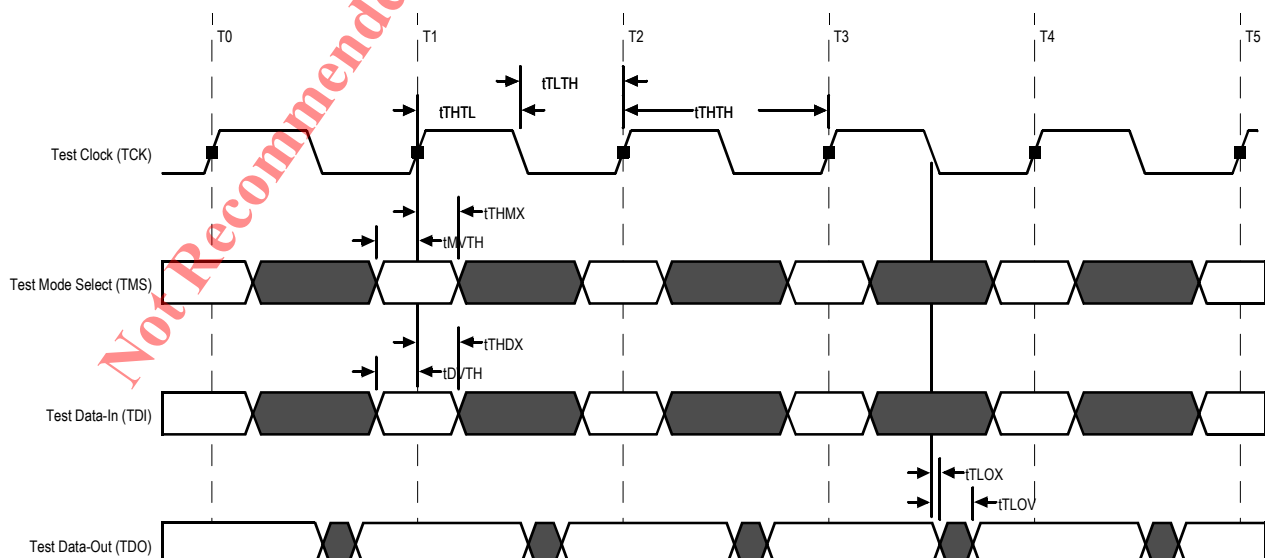 T0 T1 T2 T3 T4 T5
tTLTH
tTHTL tTHTH
Test Clock (TCK)
tTHMX
tMVTH
Test Mode Select (TMS)
tTHDX
tDVTH
Test Data-In (TDI)
tTLOX
tTLOV
Test Data-Out (TDO)
Not Recommende